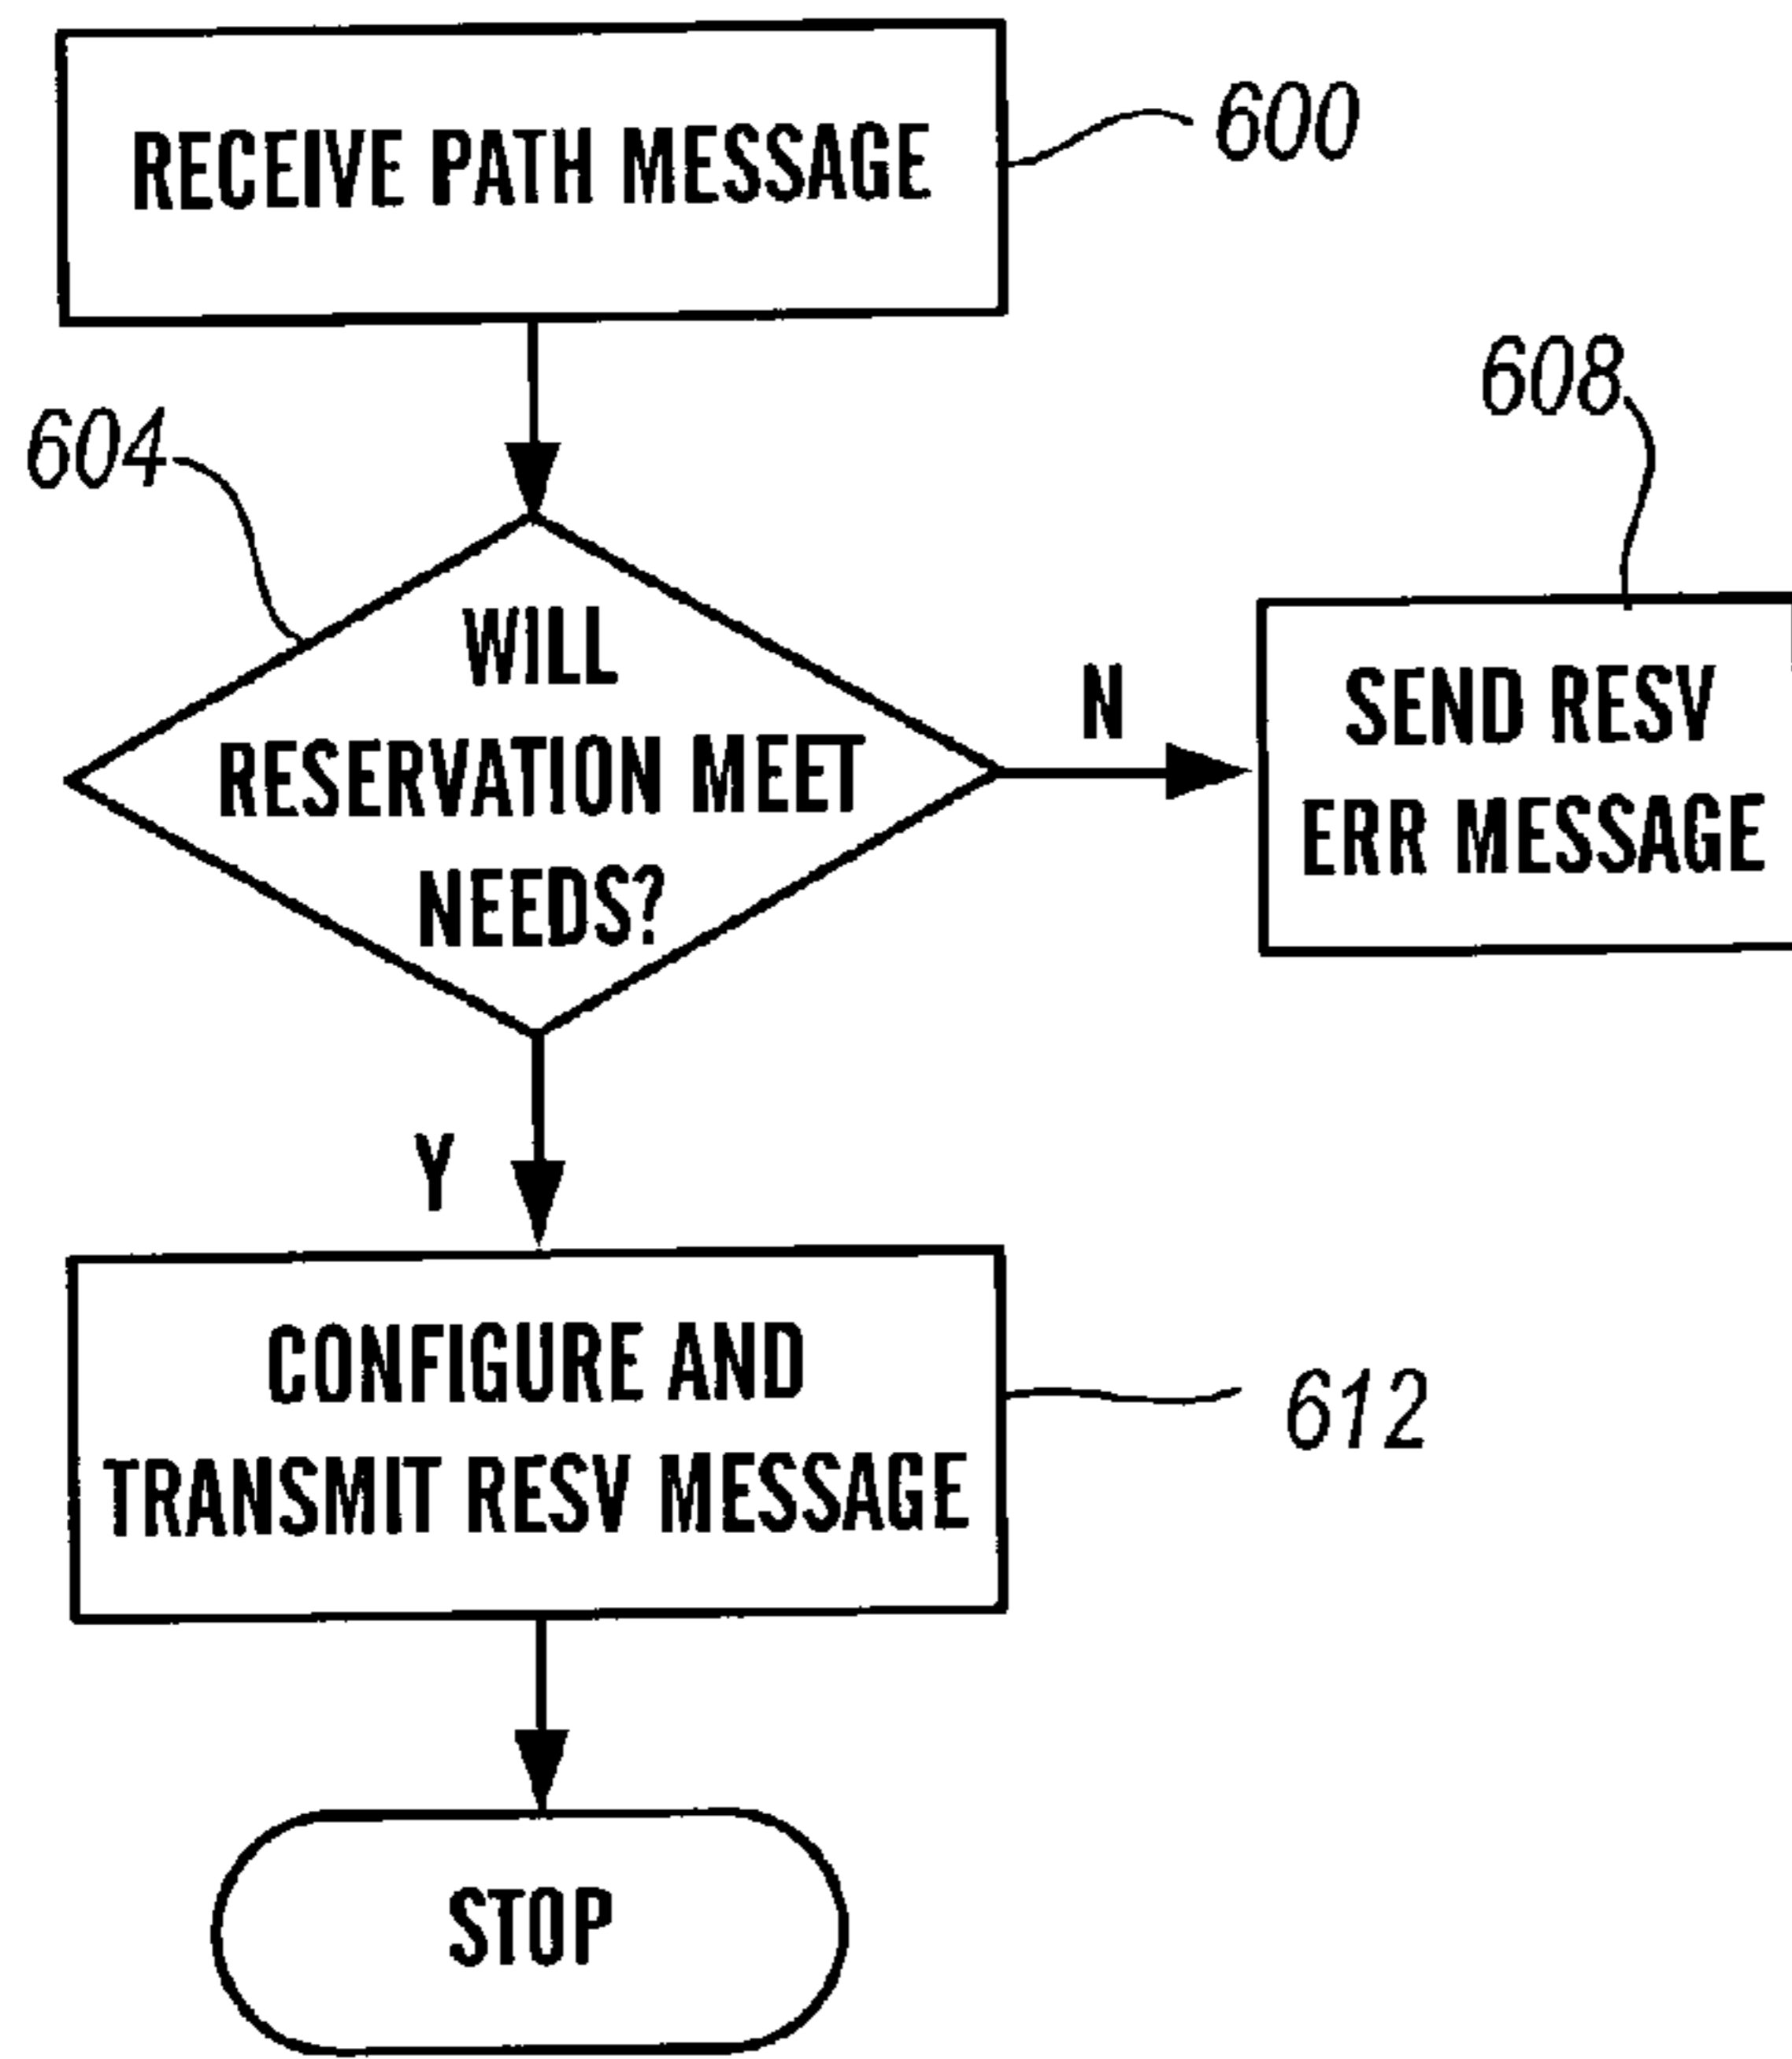 RECEIVE PATH MESSAGE
600
604
608
WILL
RESERVATION MEET
NEEDS?
N
SEND RESV
ERR MESSAGE
Y
CONFIGURE AND
TRANSMIT RESV MESSAGE
612
STOP